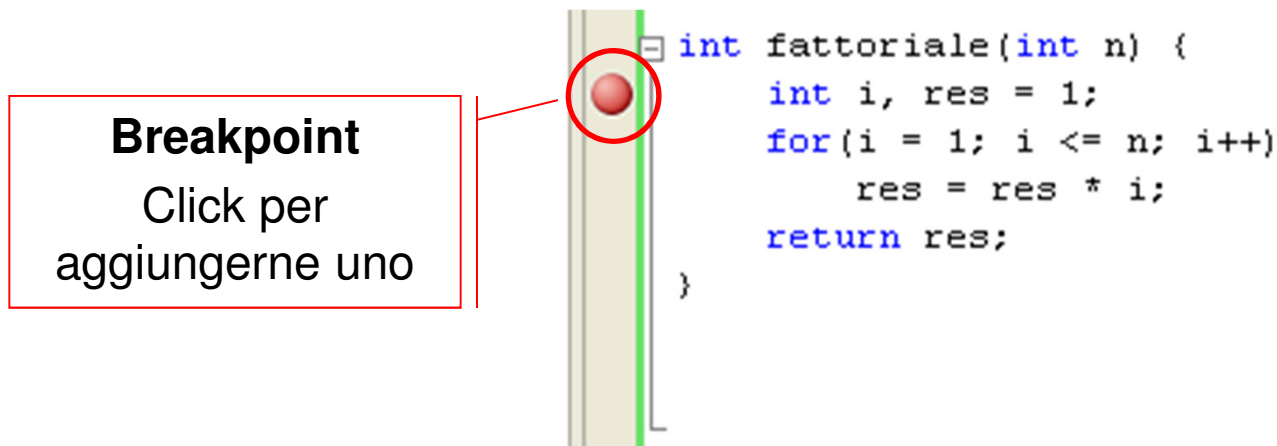 Breakpoint
Click per
aggiungerne uno
int fattoriale(int n) {
int i, res = 1;
for(i = 1; i <= n; i++)
res = res * i;
return res;
}